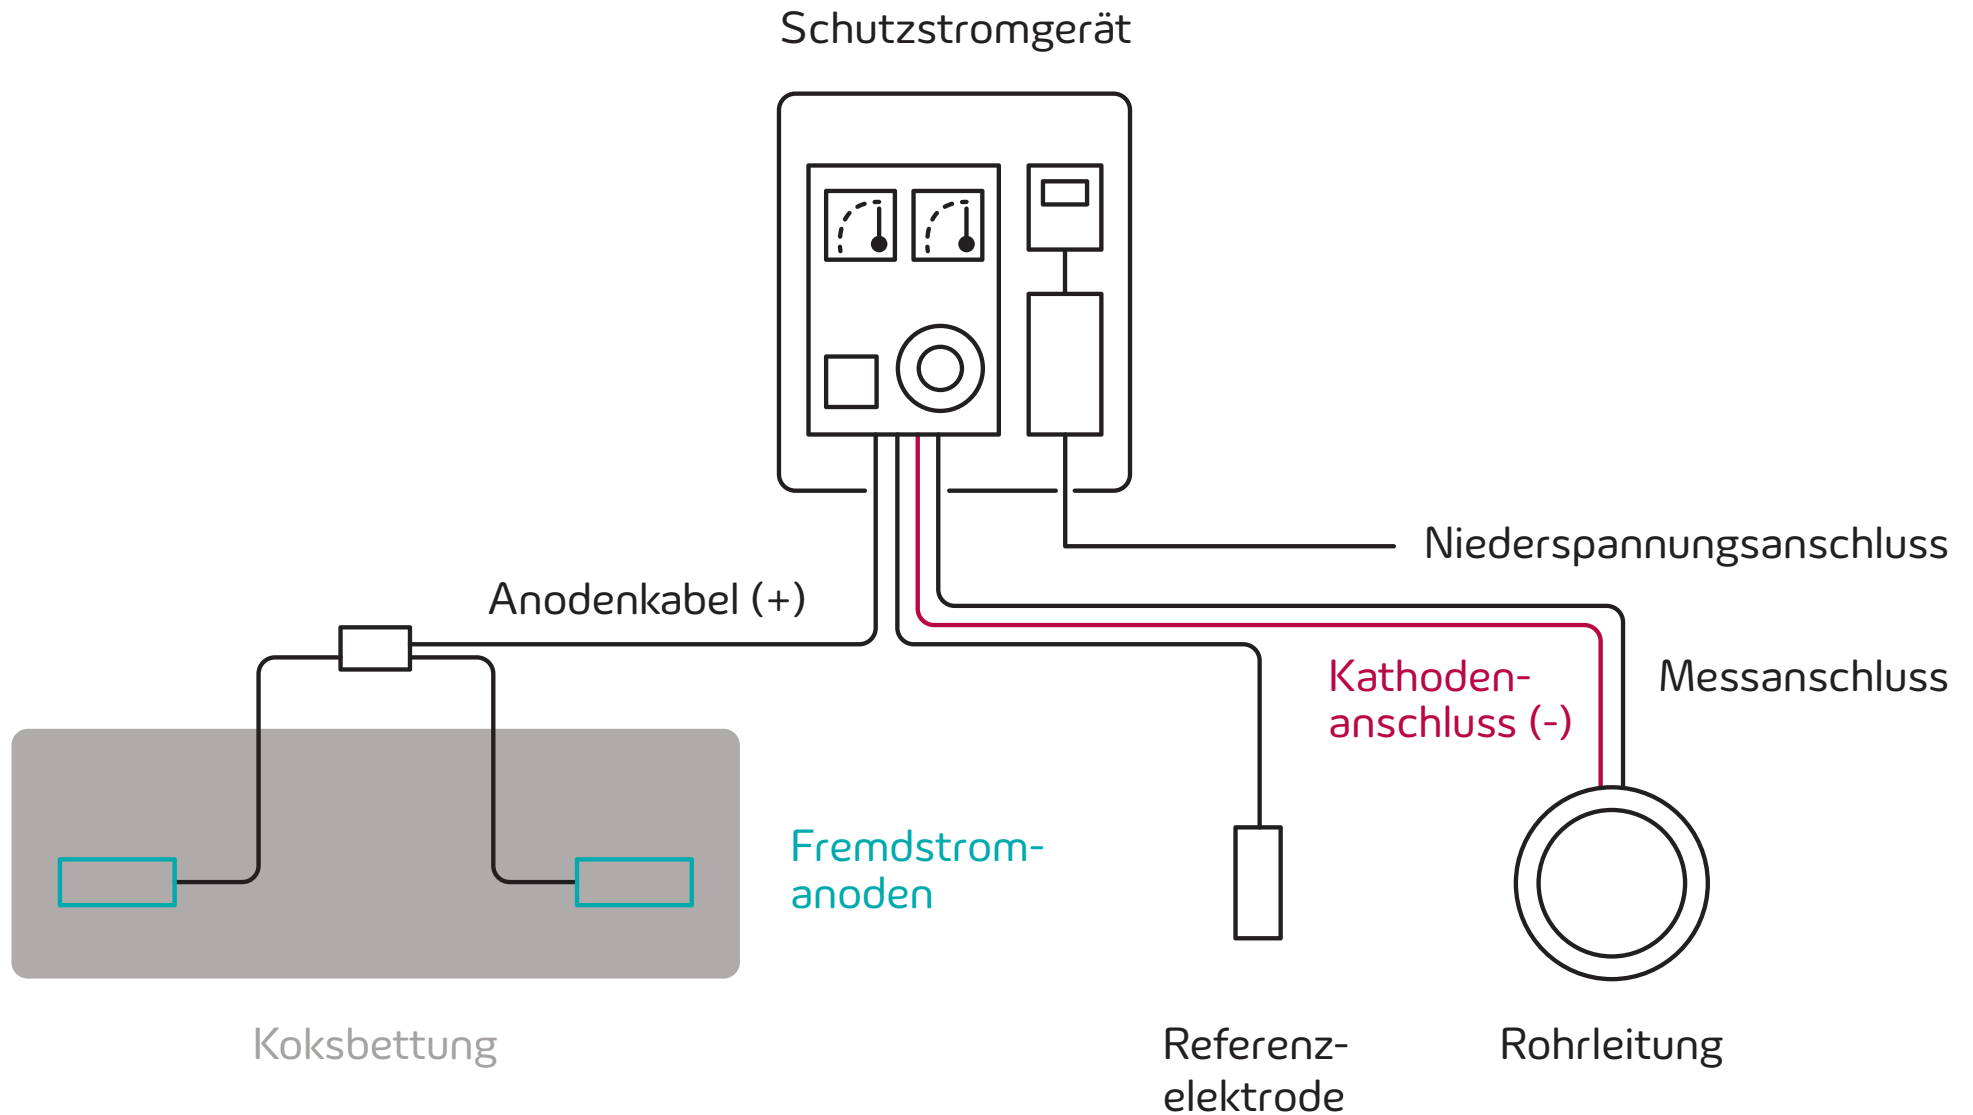 Schutzstromgerät
Niederspannungsanschluss
Anodenkabel (+)
Kathoden-
anschluss (-)
Messanschluss
Fremdstrom-
anoden
Koksbettung
Referenz-
elektrode
Rohrleitung